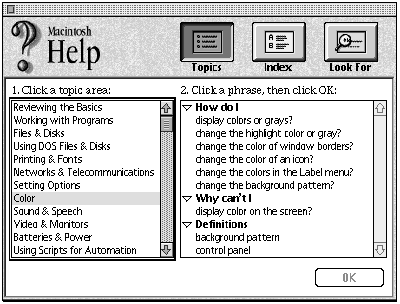 Macintosh
Help
Topics
Index
Look For
1. Click a topic area:
Reviewing the Basics
Working with Programs
Files & Disks
Using DOS Files & Disks
Printing & Fonts
Networks & Telecommunications
Setting Options
Color
Sound & Speech
Video & Monitors
Batteries & Power
Using Scripts for Automation
2. Click a phrase, then click OK:
How do I
display colors or grays?
change the highlight color or gray?
change the color of window borders?
change the color of an icon?
change the colors in the Label menu?
change the background pattern?
Why can't I
display color on the screen?
Definitions
background pattern
control panel
OK